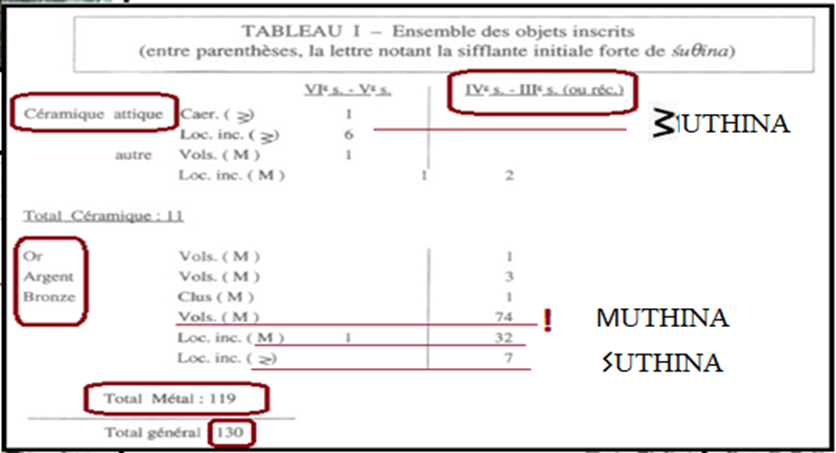 TABLEAU I – Ensemble des objets inscrits
(entre parenthèses, la lettre notant la sifflante initiale forte de śuθina)
VIᵉ s. - Vᵉ s. IVᵉ s. - IIIᵉ s. (ou réc.)
Céramique attique Caer. ( ⪖ ) 1
Loc. inc. ( ⪖ ) 6 ϺUTHINA
autre Vols. ( M ) 1
Loc. inc. ( M ) 1 2
Total Céramique : 11
Or Vols. ( M ) 1
Argent Vols. ( M ) 3
Bronze Clus ( M ) 1
Vols. ( M ) 74 ! MUTHINA
Loc. inc. ( M ) 1 32
Loc. inc. ( ⪖ ) 7 SUTHINA
Total Métal : 119
Total général 130